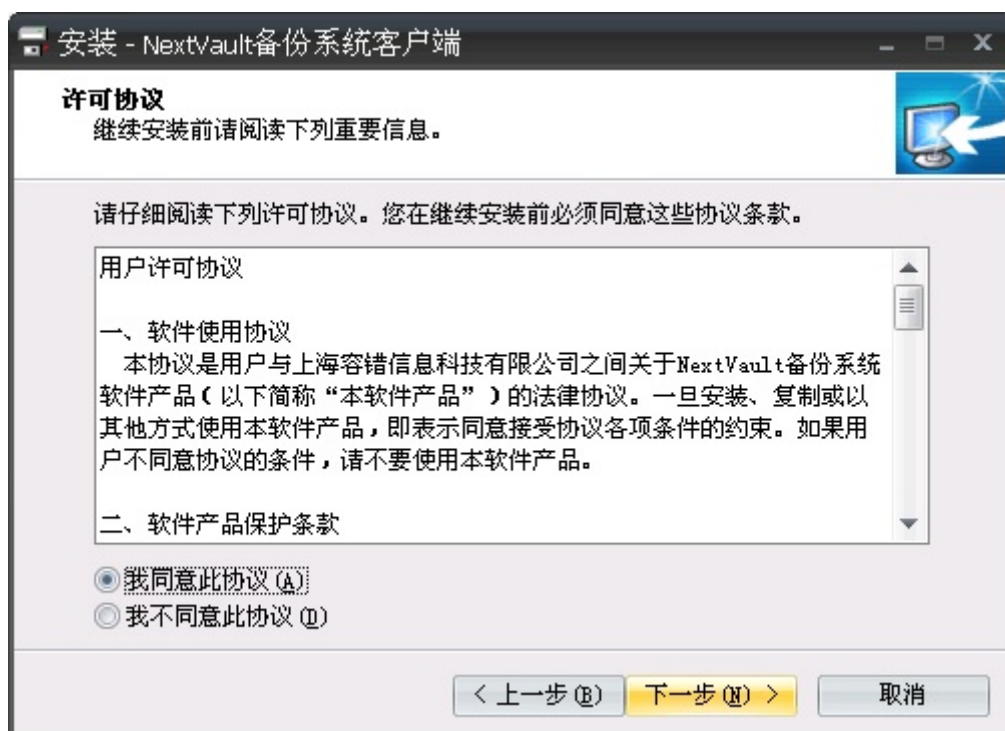 安装 - NextVault备份系统客户端
许可协议
继续安装前请阅读下列重要信息。
请仔细阅读下列许可协议。您在继续安装前必须同意这些协议条款。
用户许可协议
一、软件使用协议
本协议是用户与上海容错信息科技有限公司之间关于NextVault备份系统
软件产品(以下简称“本软件产品”)的法律协议。一旦安装、复制或以
其他方式使用本软件产品,即表示同意接受协议各项条件的约束。如果用
户不同意协议的条件,请不要使用本软件产品。
二、软件产品保护条款
我同意此协议(A)
我不同意此协议(D)
< 上一步(B) 下一步(N) > 取消